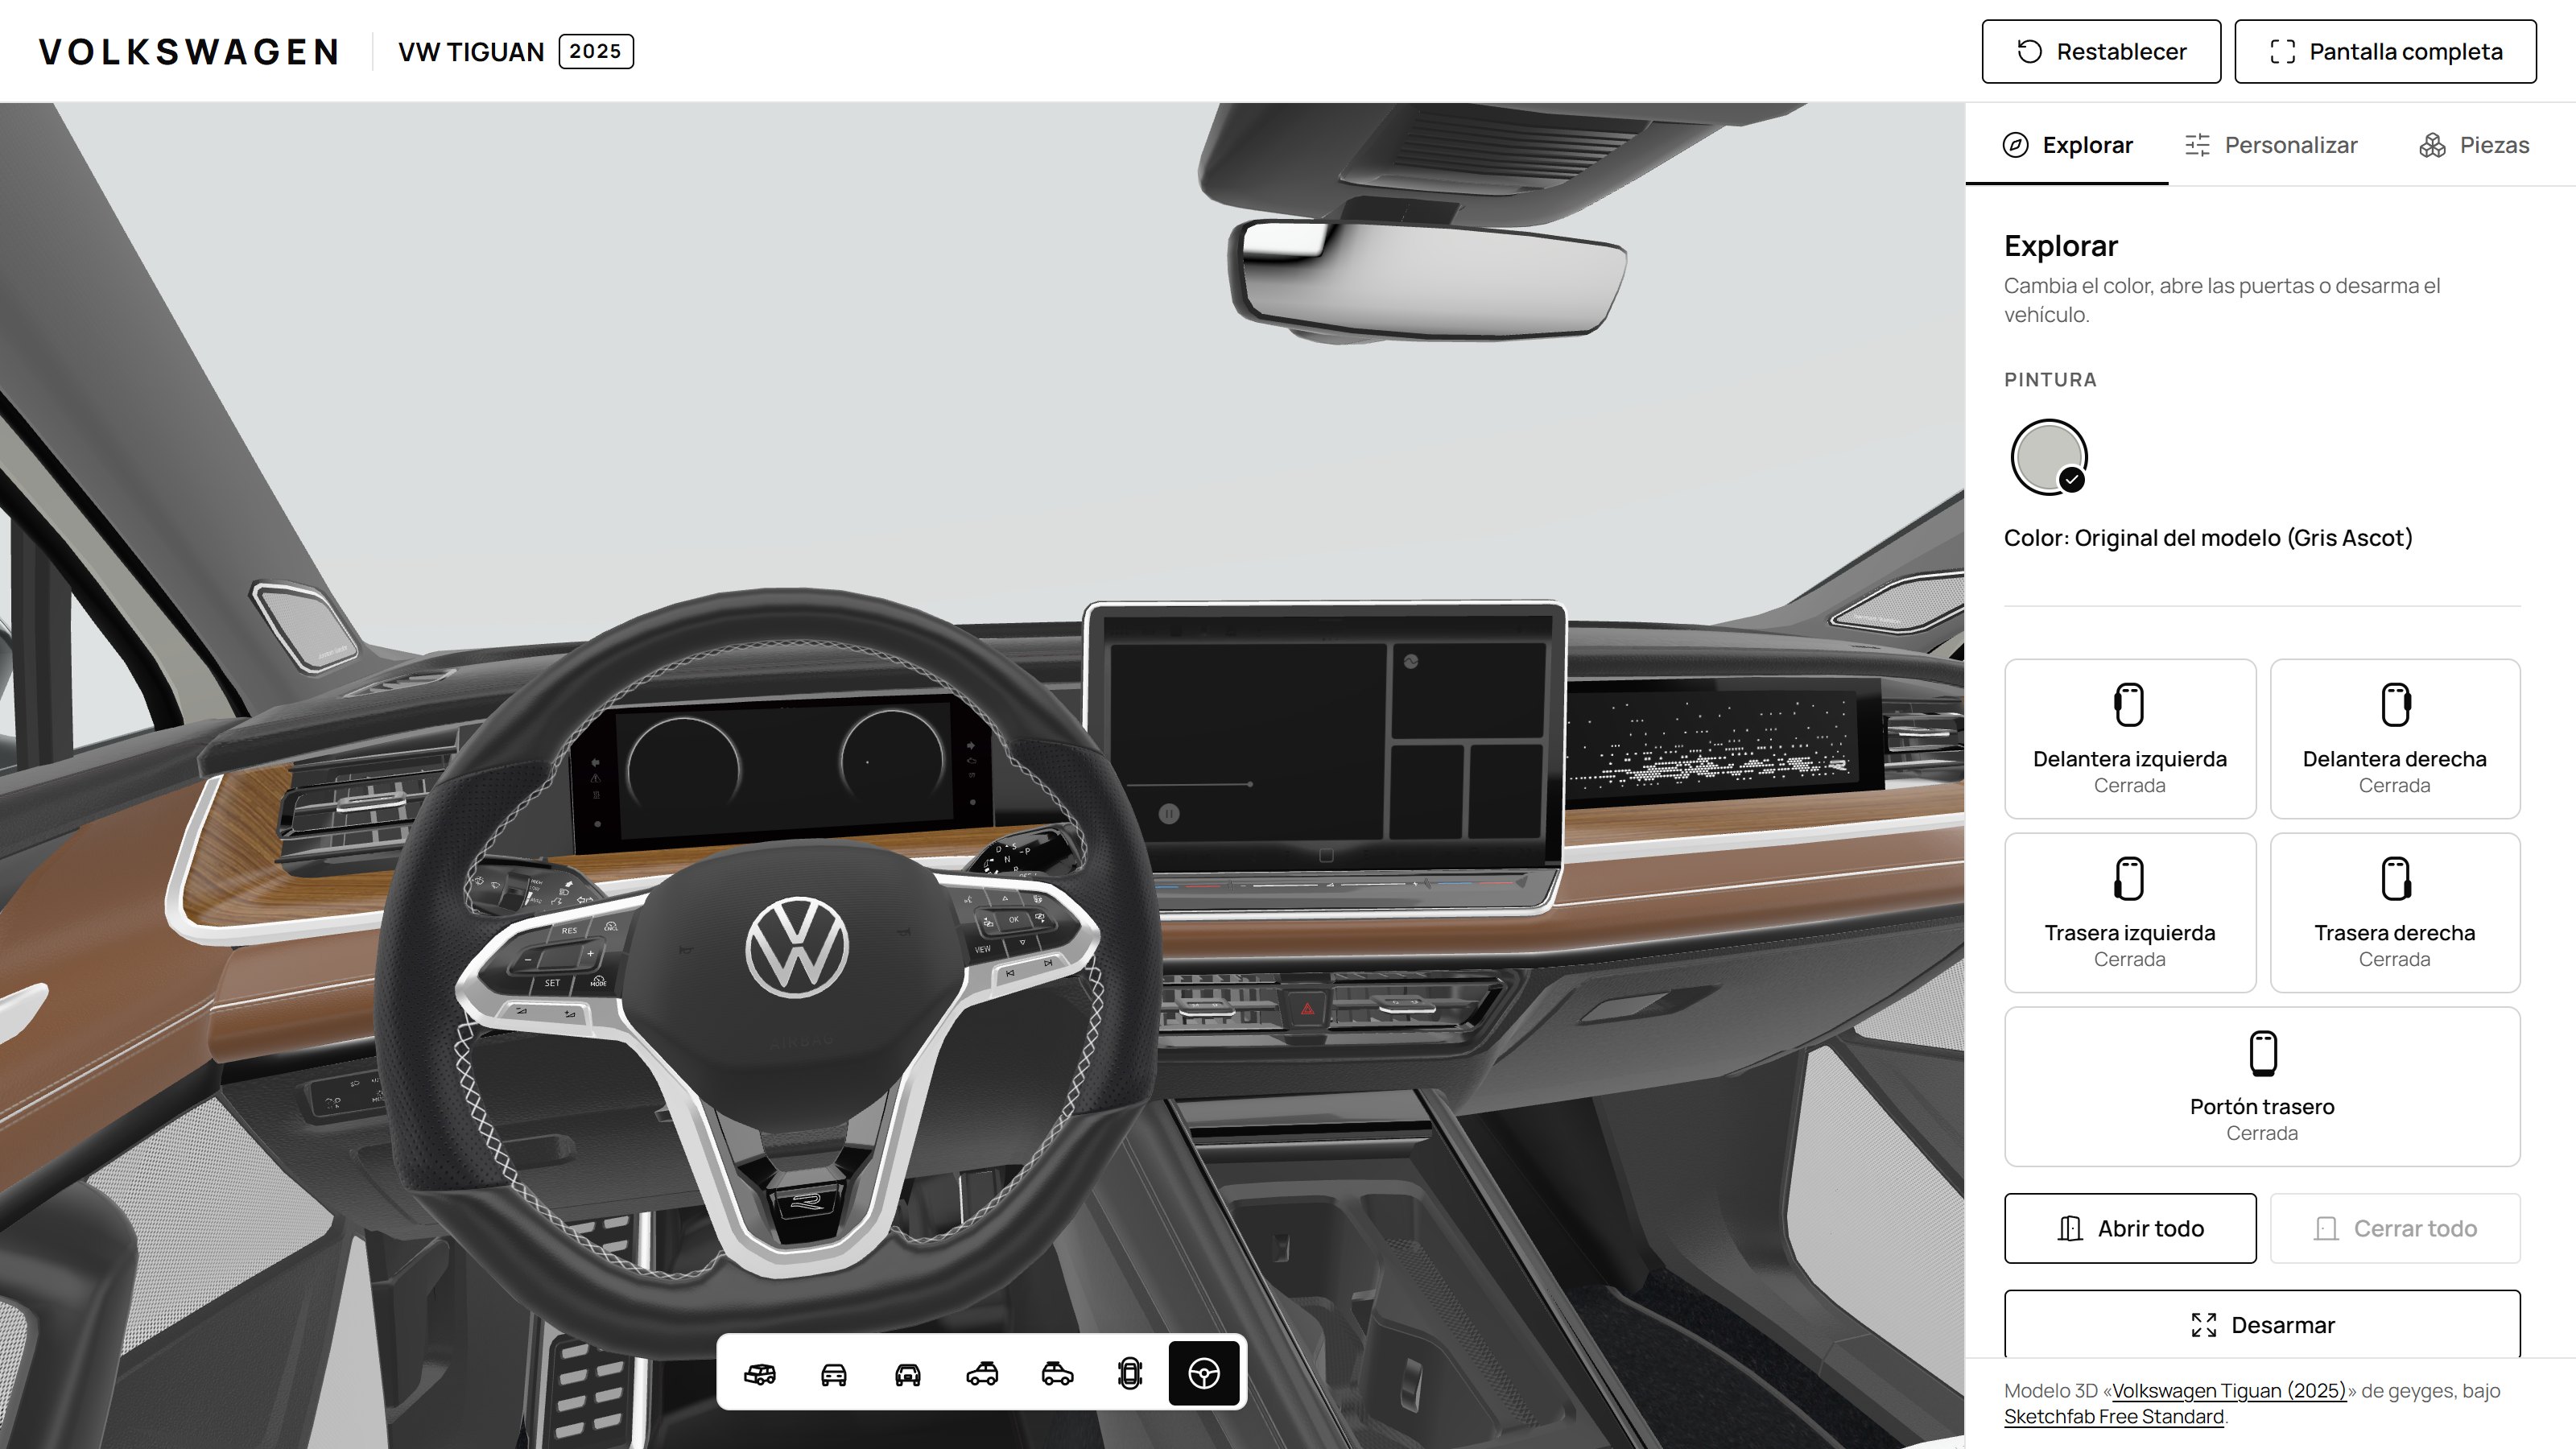 VOLKSWAGEN
VW TIGUAN 2025
Restablecer
Pantalla completa
Explorar
Personalizar
Piezas
Explorar
Cambia el color, abre las puertas o desarma el
vehículo.
PINTURA
Color: Original del modelo (Gris Ascot)
Delantera izquierda
Cerrada
Delantera derecha
Cerrada
Trasera izquierda
Cerrada
Trasera derecha
Cerrada
Portón trasero
Cerrada
Abrir todo
Cerrar todo
Desarmar
Modelo 3D «Volkswagen Tiguan (2025)» de geyges, bajo
Sketchfab Free Standard.
RES
SET
MODE
OK
VIEW
AIRBAG